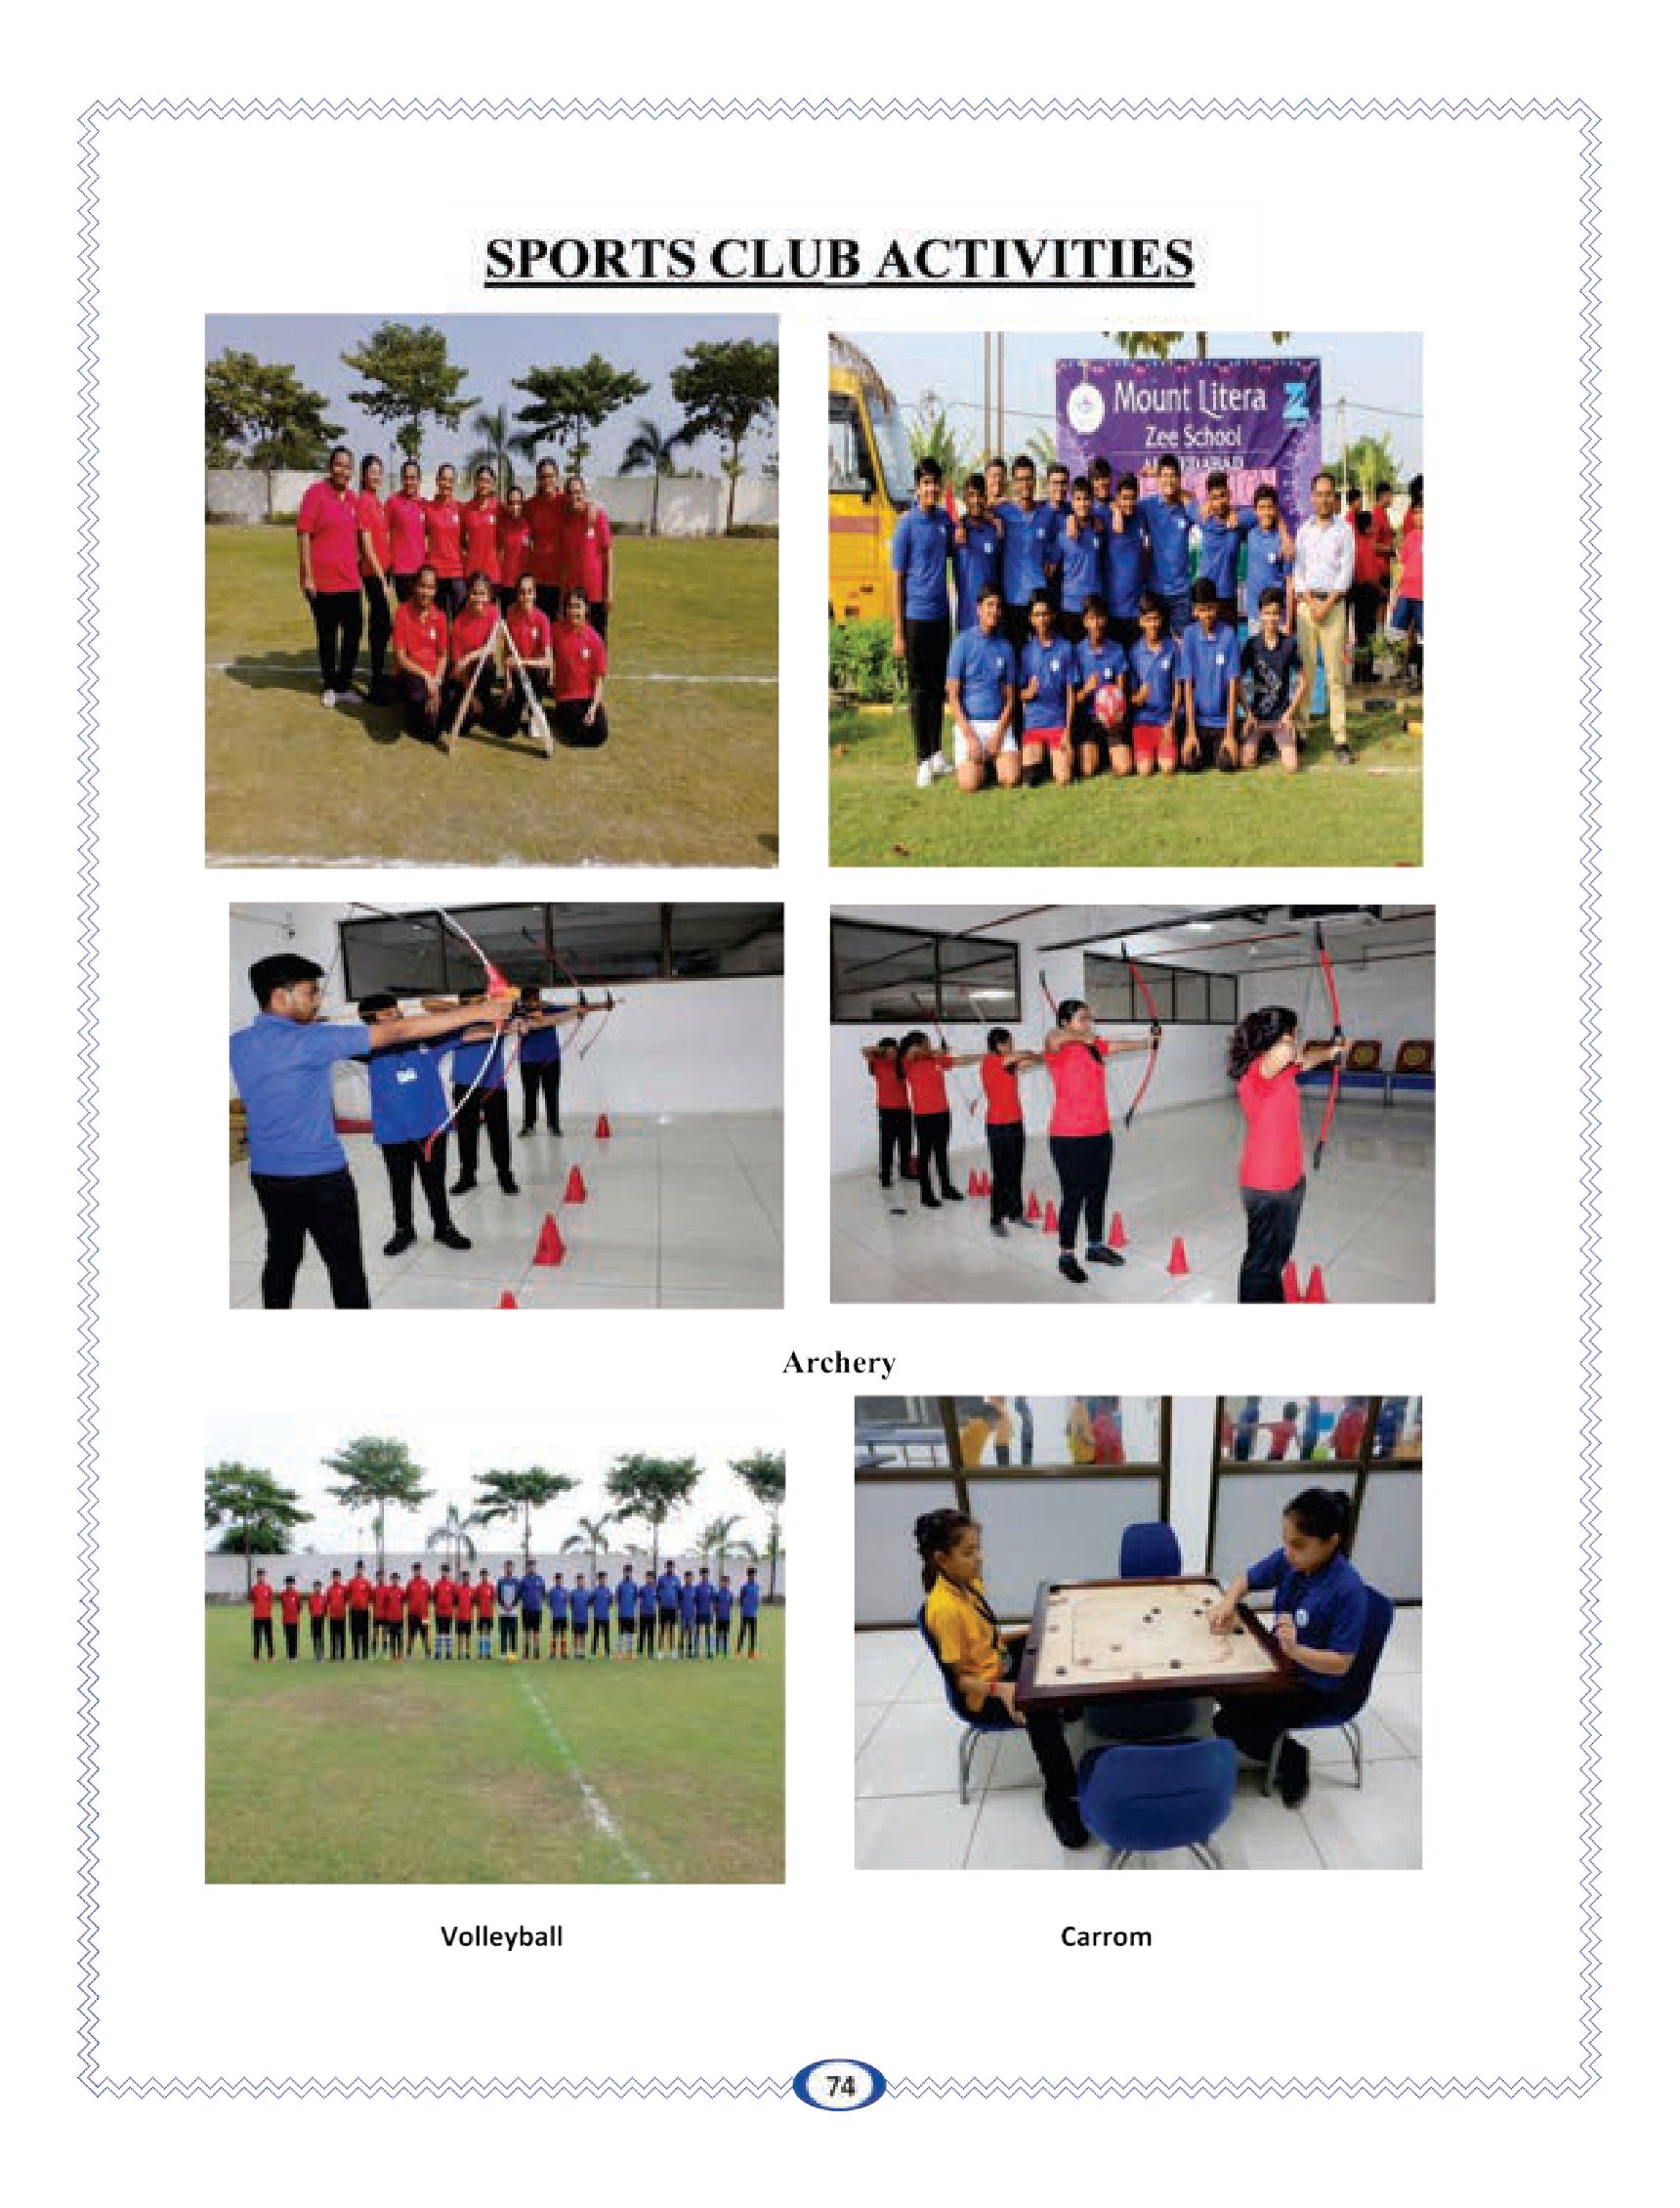 SPORTS CLUB ACTIVITIES
Mount Litera
Zee School
Archery
Volleyball
Carrom
74